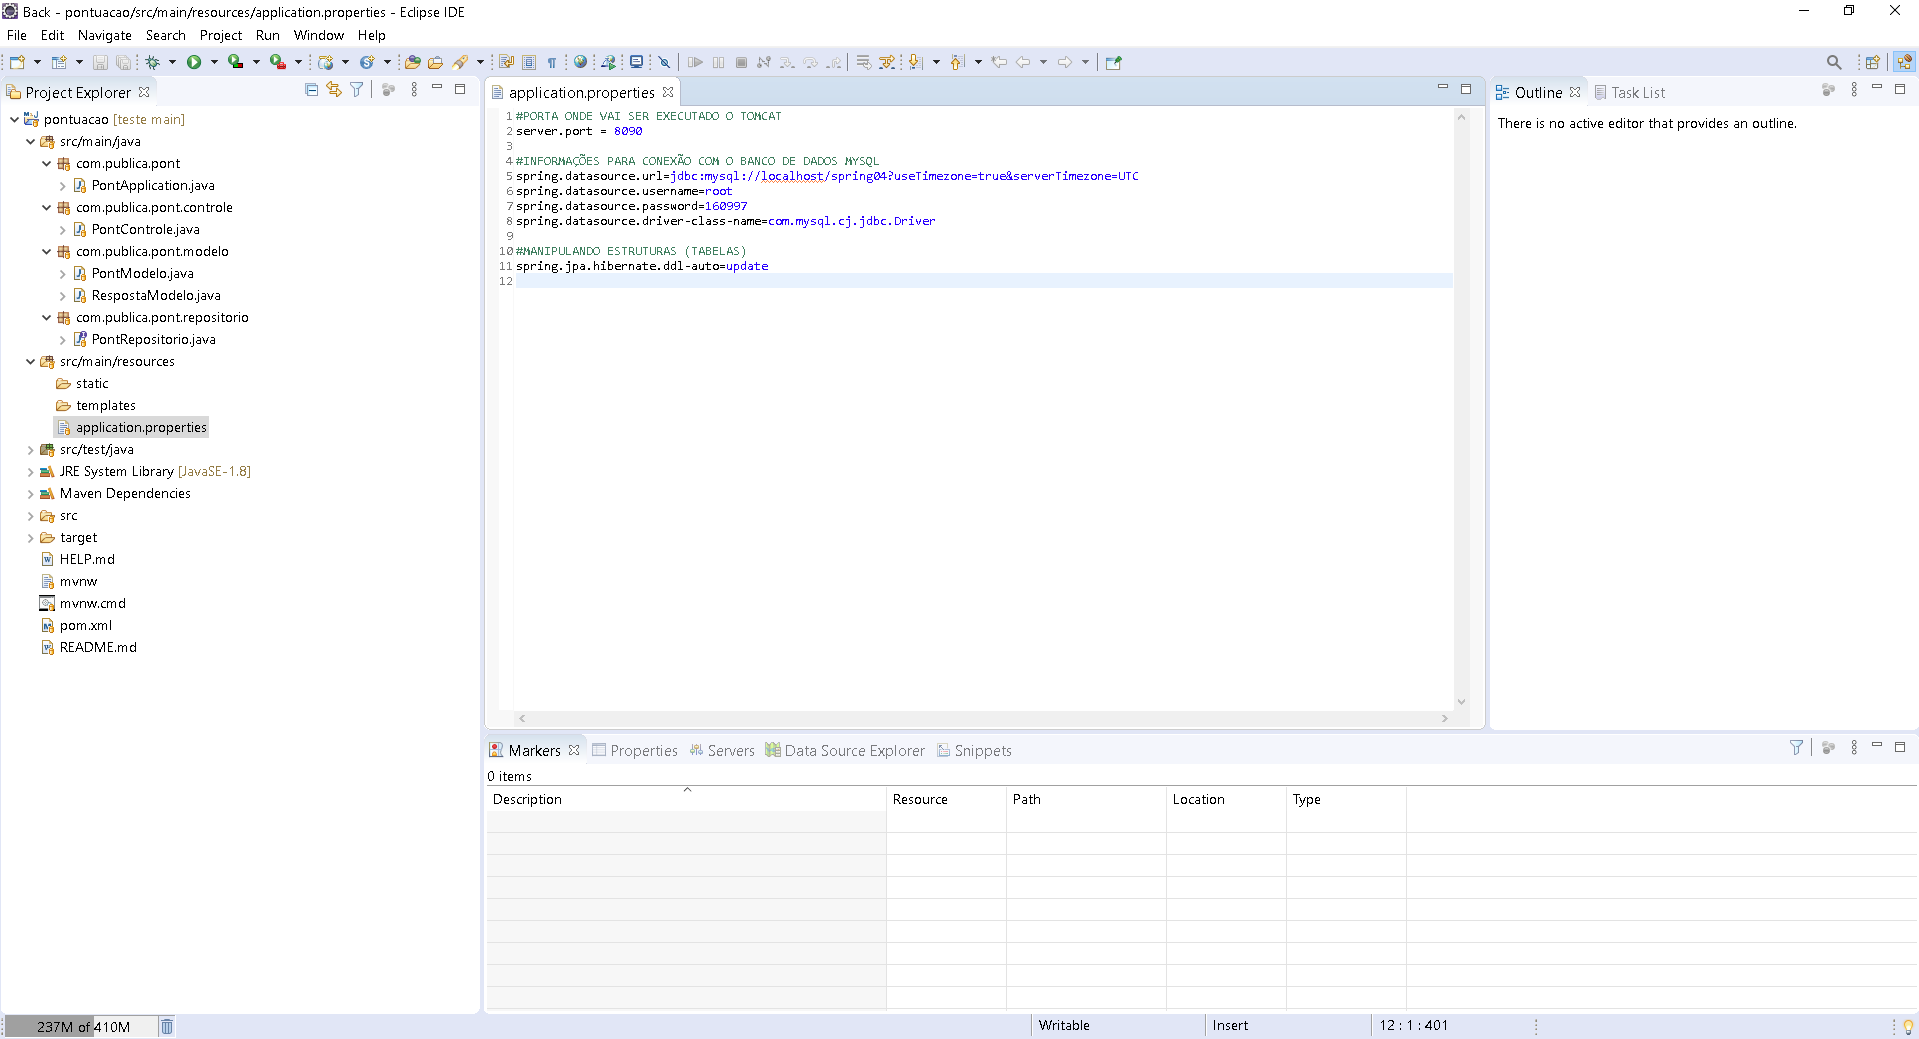 Back - pontuacao/src/main/resources/application.properties - Eclipse IDE
File Edit Navigate Search Project Run Window Help
Project Explorer
pontuacao [teste main]
src/main/java
com.publica.pont
PontApplication.java
com.publica.pont.controle
PontControle.java
com.publica.pont.modelo
PontModelo.java
RespostaModelo.java
com.publica.pont.repositorio
PontRepositorio.java
src/main/resources
static
templates
application.properties
src/test/java
JRE System Library [JavaSE-1.8]
Maven Dependencies
src
target
HELP.md
mvnw
mvnw.cmd
pom.xml
README.md
application.properties
1 #PORTA ONDE VAI SER EXECUTADO O TOMCAT
2 server.port = 8090
3
4 #INFORMAÇÕES PARA CONEXÃO COM O BANCO DE DADOS MYSQL
5 spring.datasource.url=jdbc:mysql://localhost/spring04?useTimezone=true&serverTimezone=UTC
6 spring.datasource.username=root
7 spring.datasource.password=160997
8 spring.datasource.driver-class-name=com.mysql.cj.jdbc.Driver
9
10 #MANIPULANDO ESTRUTURAS (TABELAS)
11 spring.jpa.hibernate.ddl-auto=update
12
Outline Task List
There is no active editor that provides an outline.
Markers Properties Servers Data Source Explorer Snippets
0 items
Description Resource Path Location Type
237M of 410M Writable Insert 12 : 1 : 401